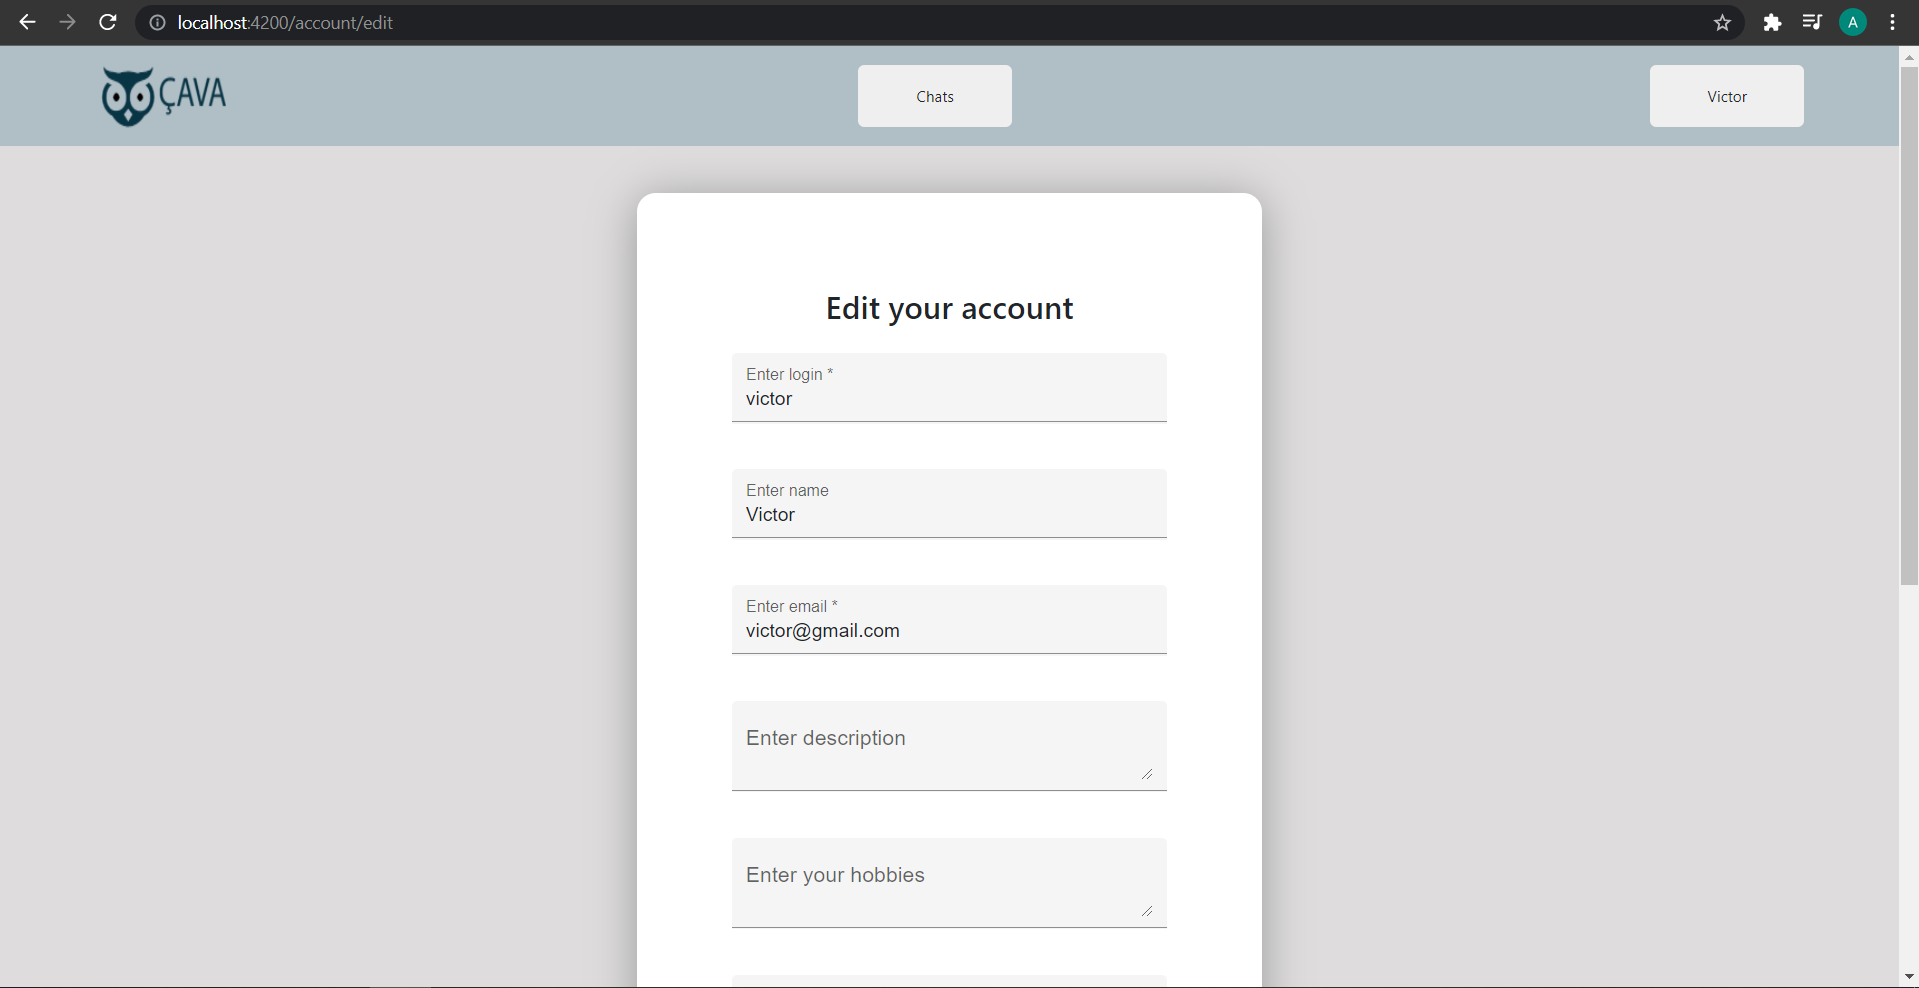 localhost:4200/account/edit
A
ÇAVA
Chats
Victor
Edit your account
Enter login *
victor
Enter name
Victor
Enter email *
victor@gmail.com
Enter description
Enter your hobbies